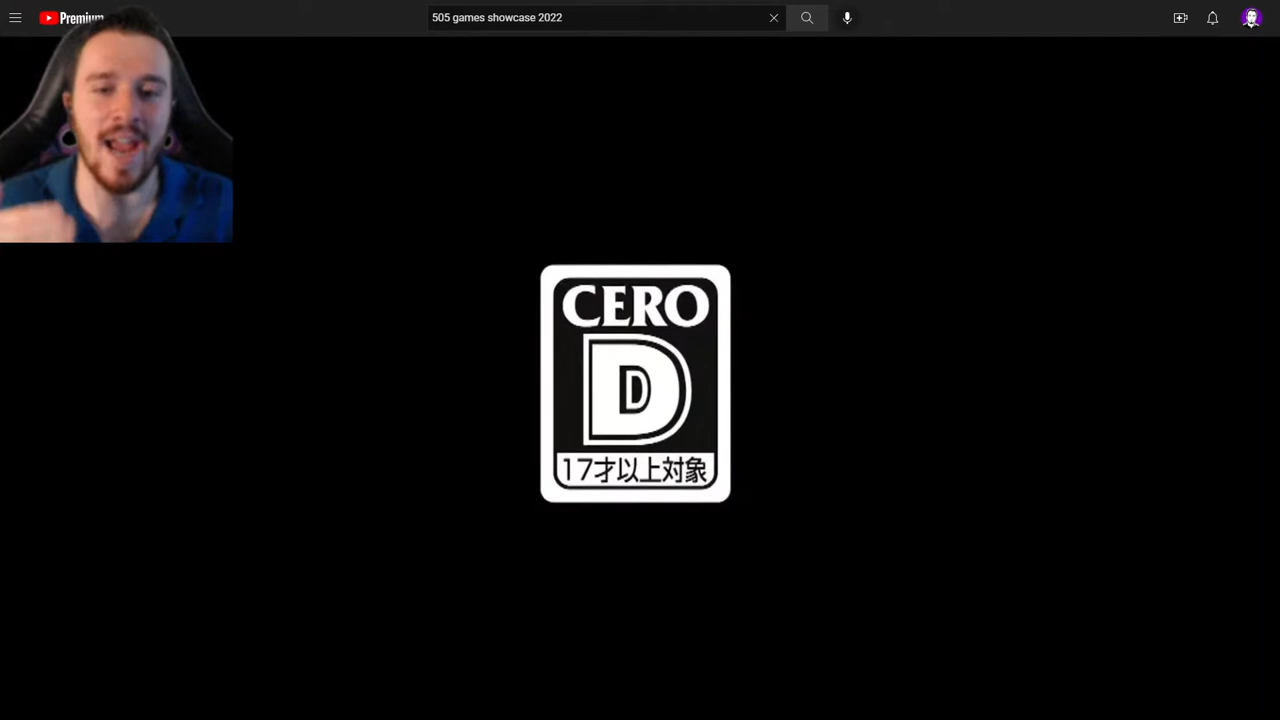 Premium
505 games showcase 2022
CERO
D
17才以上対象